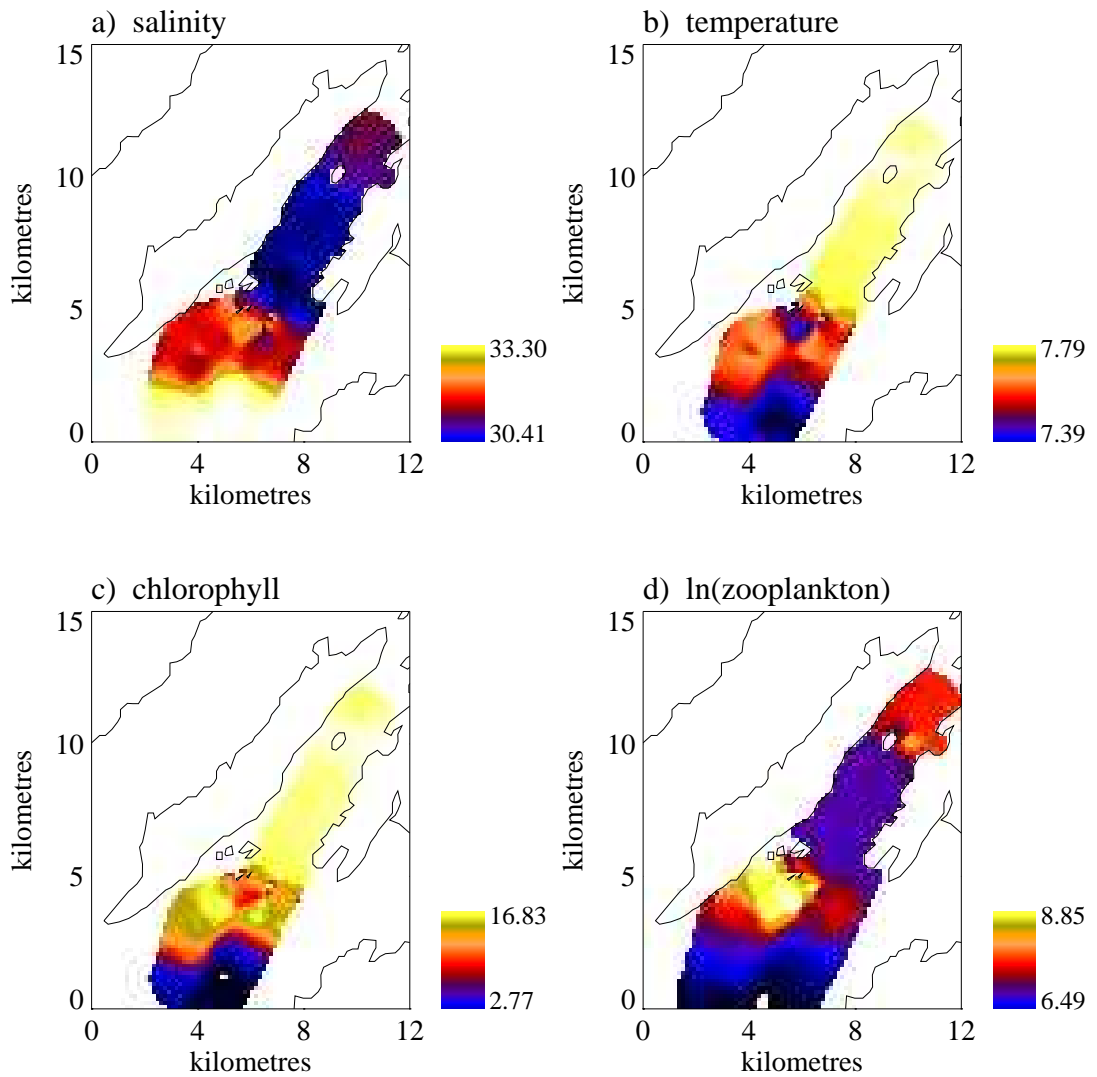 a) salinity
15
10
5
0
kilometres
0 4 8 12
kilometres
33.30
30.41
b) temperature
15
10
5
0
kilometres
0 4 8 12
kilometres
7.79
7.39
c) chlorophyll
15
10
5
0
kilometres
0 4 8 12
kilometres
16.83
2.77
d) ln(zooplankton)
15
10
5
0
kilometres
0 4 8 12
kilometres
8.85
6.49